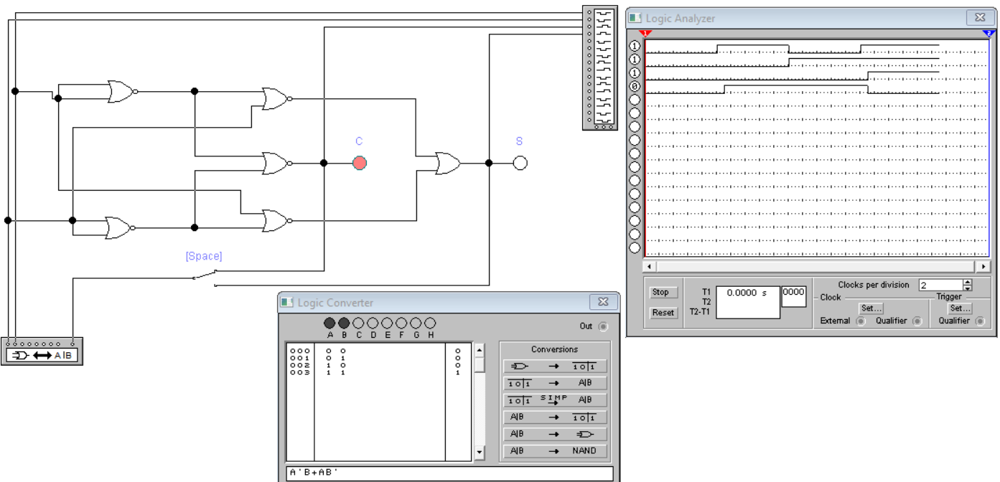 Logic Analyzer
1
2
1
1
1
0
C
S
[Space]
A|B
Logic Converter
Out
A B C D E F G H
000 0 0 0
001 0 1 0
002 1 0 0
003 1 1 1
Conversions
→ 1 0 | 1
1 0 | 1 → A|B
1 0 | 1 SIMP → A|B
A|B → 1 0 | 1
A|B →
A|B → NAND
A'B+AB'
Stop
Reset
T1
T2
T2-T1
0.0000 s
0000
Clocks per division 2
Clock
Set...
External Qualifier
Trigger
Set...
Qualifier